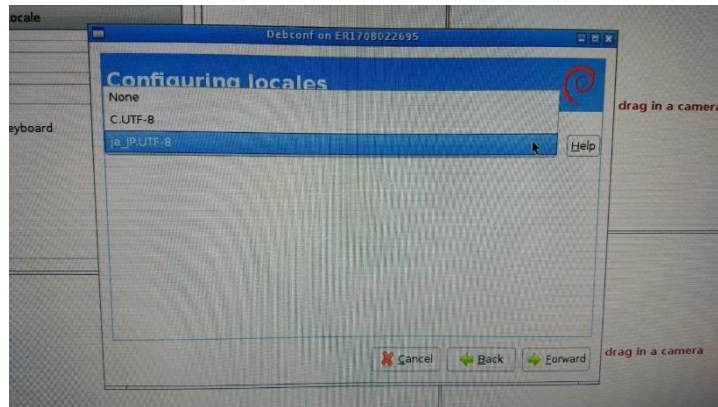 ocale
Debconf on ER1708022695
Configuring locales
None
C.UTF-8
ja_JP.UTF-8
Help
eyboard
drag in a camera
Cancel
Back
Forward
drag in a camera